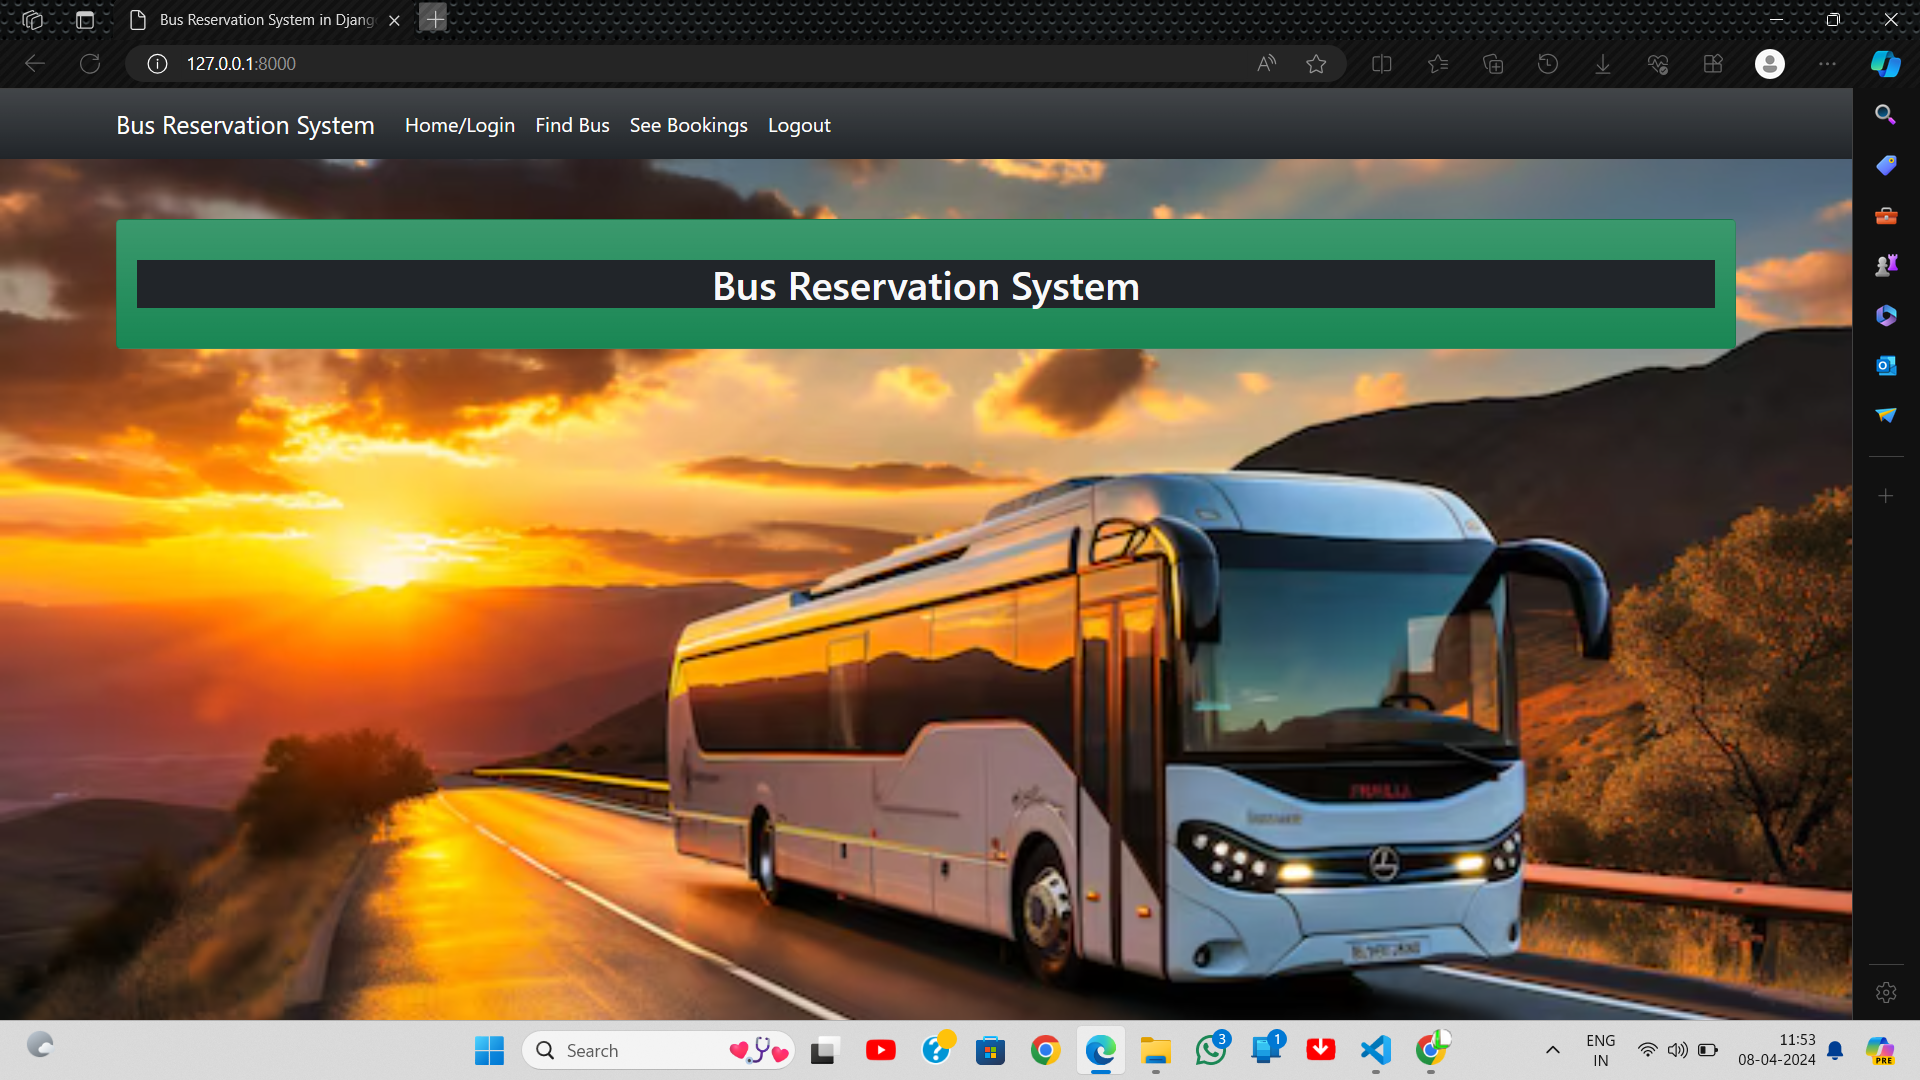 Bus Reservation System in Djang
127.0.0.1:8000
Bus Reservation System Home/Login Find Bus See Bookings Logout
Bus Reservation System
Search
3
1
ENG
IN
11:53
08-04-2024
PRE